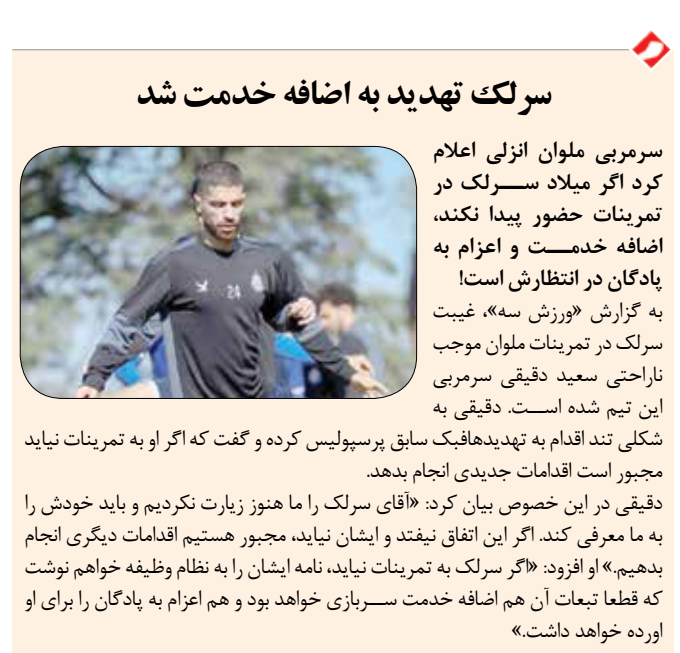 سرلک تهدید به اضافه خدمت شد
سرمربی ملوان انزلی اعلام
کرد اگر میلاد ســـرلک در
تمرینات حضور پیدا نکند،
اضافه خدمـــت و اعزام به
پادگان در انتظارش است!
به گزارش «ورزش سه»، غیبت
سرلک در تمرینات ملوان موجب
ناراحتی سعید دقیقی سرمربی
این تیم شده اســـت. دقیقی به
شکلی تند اقدام به تهدیدهافبک سابق پرسپولیس کرده و گفت که اگر او به تمرینات نیاید
مجبور است اقدامات جدیدی انجام بدهد.
دقیقی در این خصوص بیان کرد: «آقای سرلک را ما هنوز زیارت نکردیم و باید خودش را
به ما معرفی کند. اگر این اتفاق نیفتد و ایشان نیاید، مجبور هستیم اقدامات دیگری انجام
بدهیم.» او افزود: «اگر سرلک به تمرینات نیاید، نامه ایشان را به نظام وظیفه خواهم نوشت
که قطعا تبعات آن هم اضافه خدمت ســربازی خواهد بود و هم اعزام به پادگان را برای او
اورده خواهد داشت.»
24